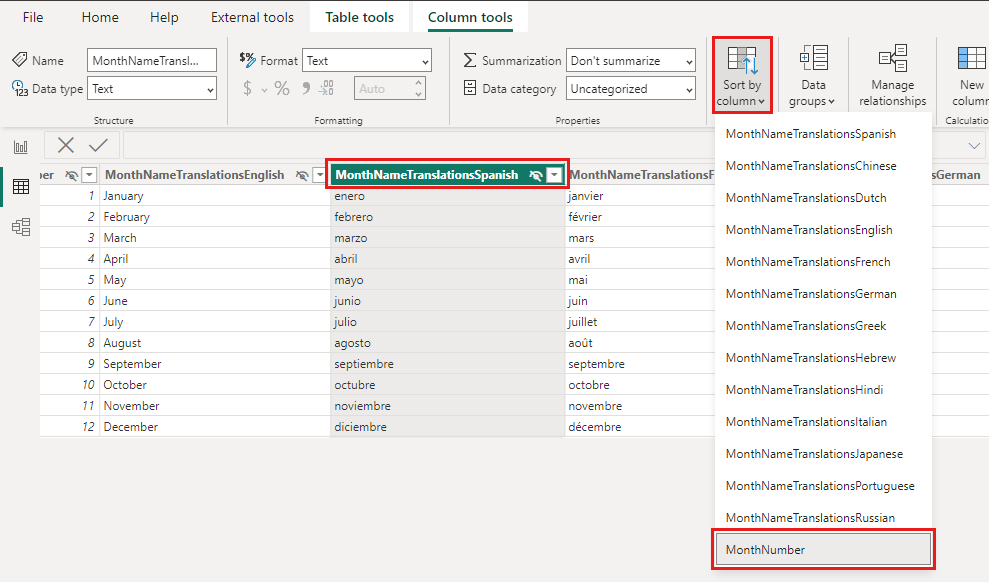 File Home Help External tools Table tools Column tools
Name MonthNameTransl... $% Format Text Summarization Don't summarize
Data type Text $ % 9 .00 Auto Data category Uncategorized
Sort by column
Data groups
Manage relationships
New colum
Structure Formatting Properties Calculatio
ber MonthNameTranslationsEnglish MonthNameTranslationsSpanish MonthNameTranslationsF sGerman
1 January enero janvier
2 February febrero février
3 March marzo mars
4 April abril avril
5 May mayo mai
6 June junio juin
7 July julio juillet
8 August agosto août
9 September septiembre septembre
10 October octubre octobre
11 November noviembre novembre
12 December diciembre décembre
MonthNameTranslationsSpanish
MonthNameTranslationsChinese
MonthNameTranslationsDutch
MonthNameTranslationsEnglish
MonthNameTranslationsFrench
MonthNameTranslationsGerman
MonthNameTranslationsGreek
MonthNameTranslationsHebrew
MonthNameTranslationsHindi
MonthNameTranslationsItalian
MonthNameTranslationsJapanese
MonthNameTranslationsPortuguese
MonthNameTranslationsRussian
MonthNumber